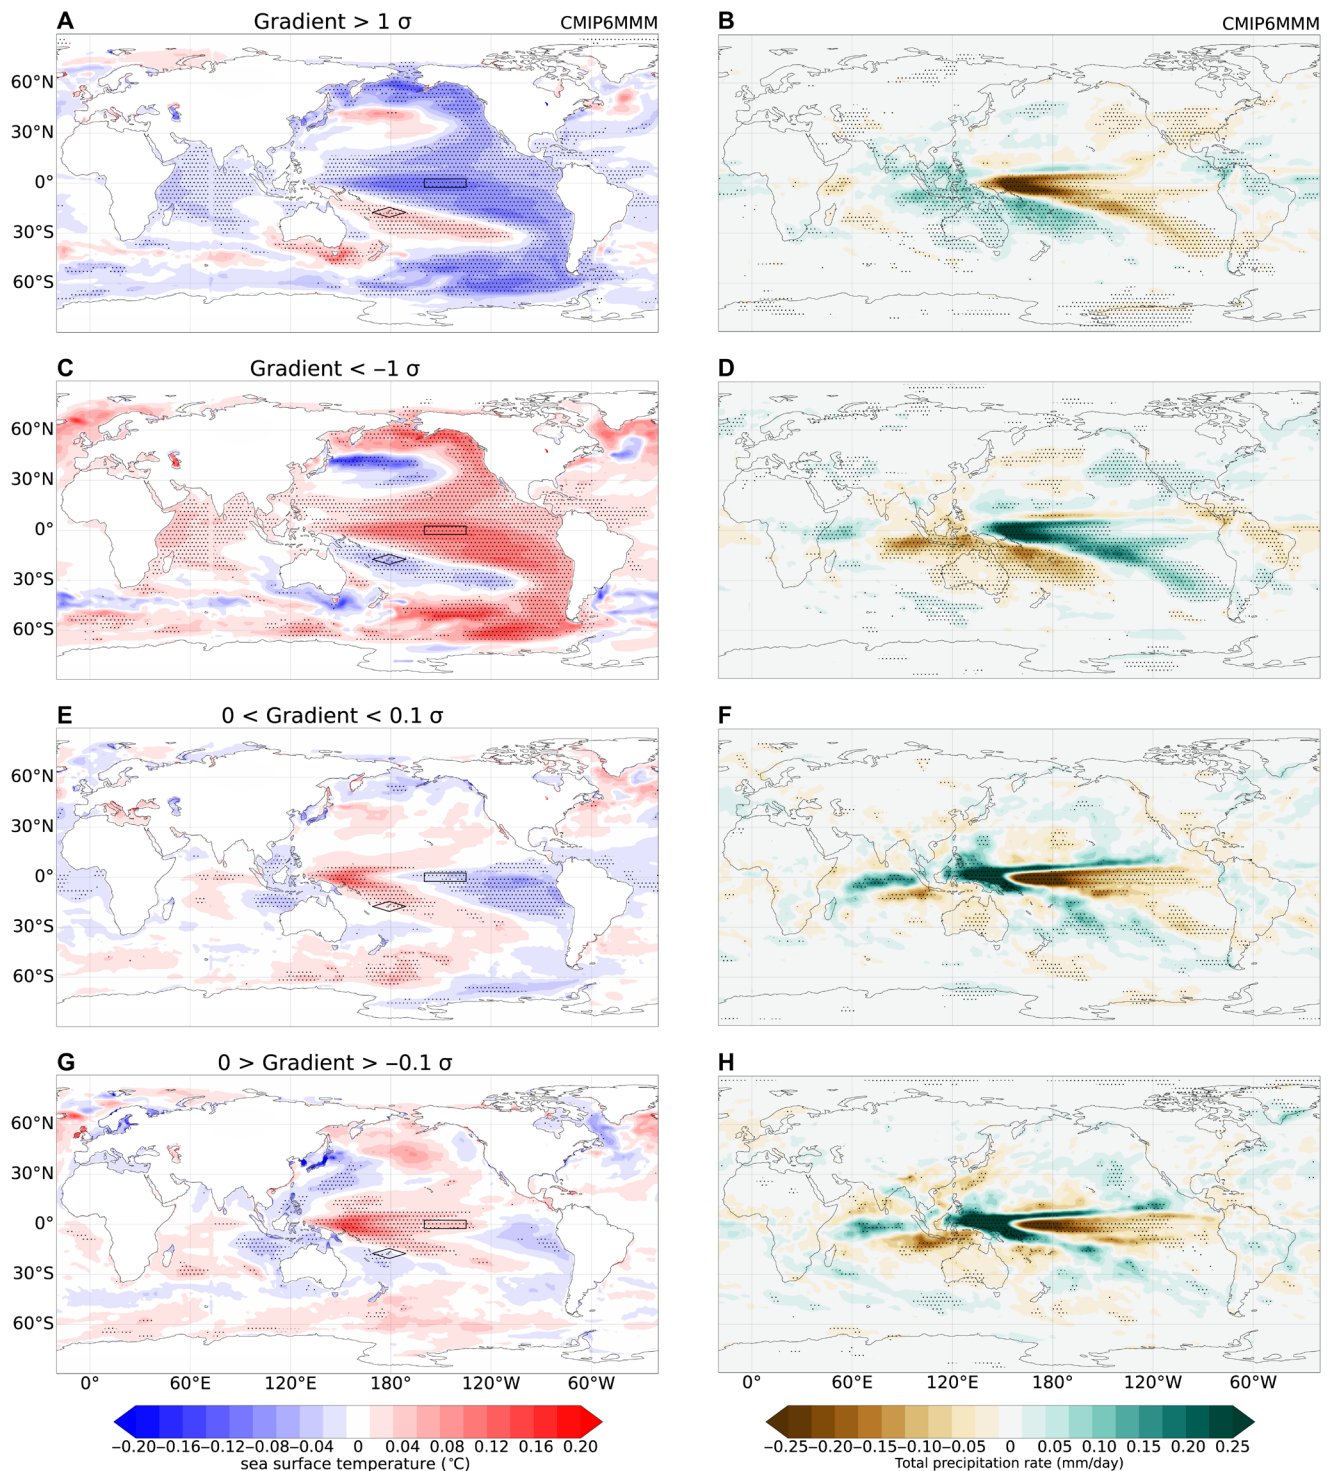 A Gradient > 1 σ CMIP6MMM
B CMIP6MMM
60°N
30°N
0°
30°S
60°S
C Gradient < –1 σ
D
60°N
30°N
0°
30°S
60°S
E 0 < Gradient < 0.1 σ
F
60°N
30°N
0°
30°S
60°S
G 0 > Gradient > –0.1 σ
H
60°N
30°N
0°
30°S
60°S
0° 60°E 120°E 180° 120°W 60°W
0° 60°E 120°E 180° 120°W 60°W
−0.20 −0.16 −0.12 −0.08 −0.04 0 0.04 0.08 0.12 0.16 0.20
sea surface temperature (°C)
−0.25 −0.20 −0.15 −0.10 −0.05 0 0.05 0.10 0.15 0.20 0.25
Total precipitation rate (mm/day)